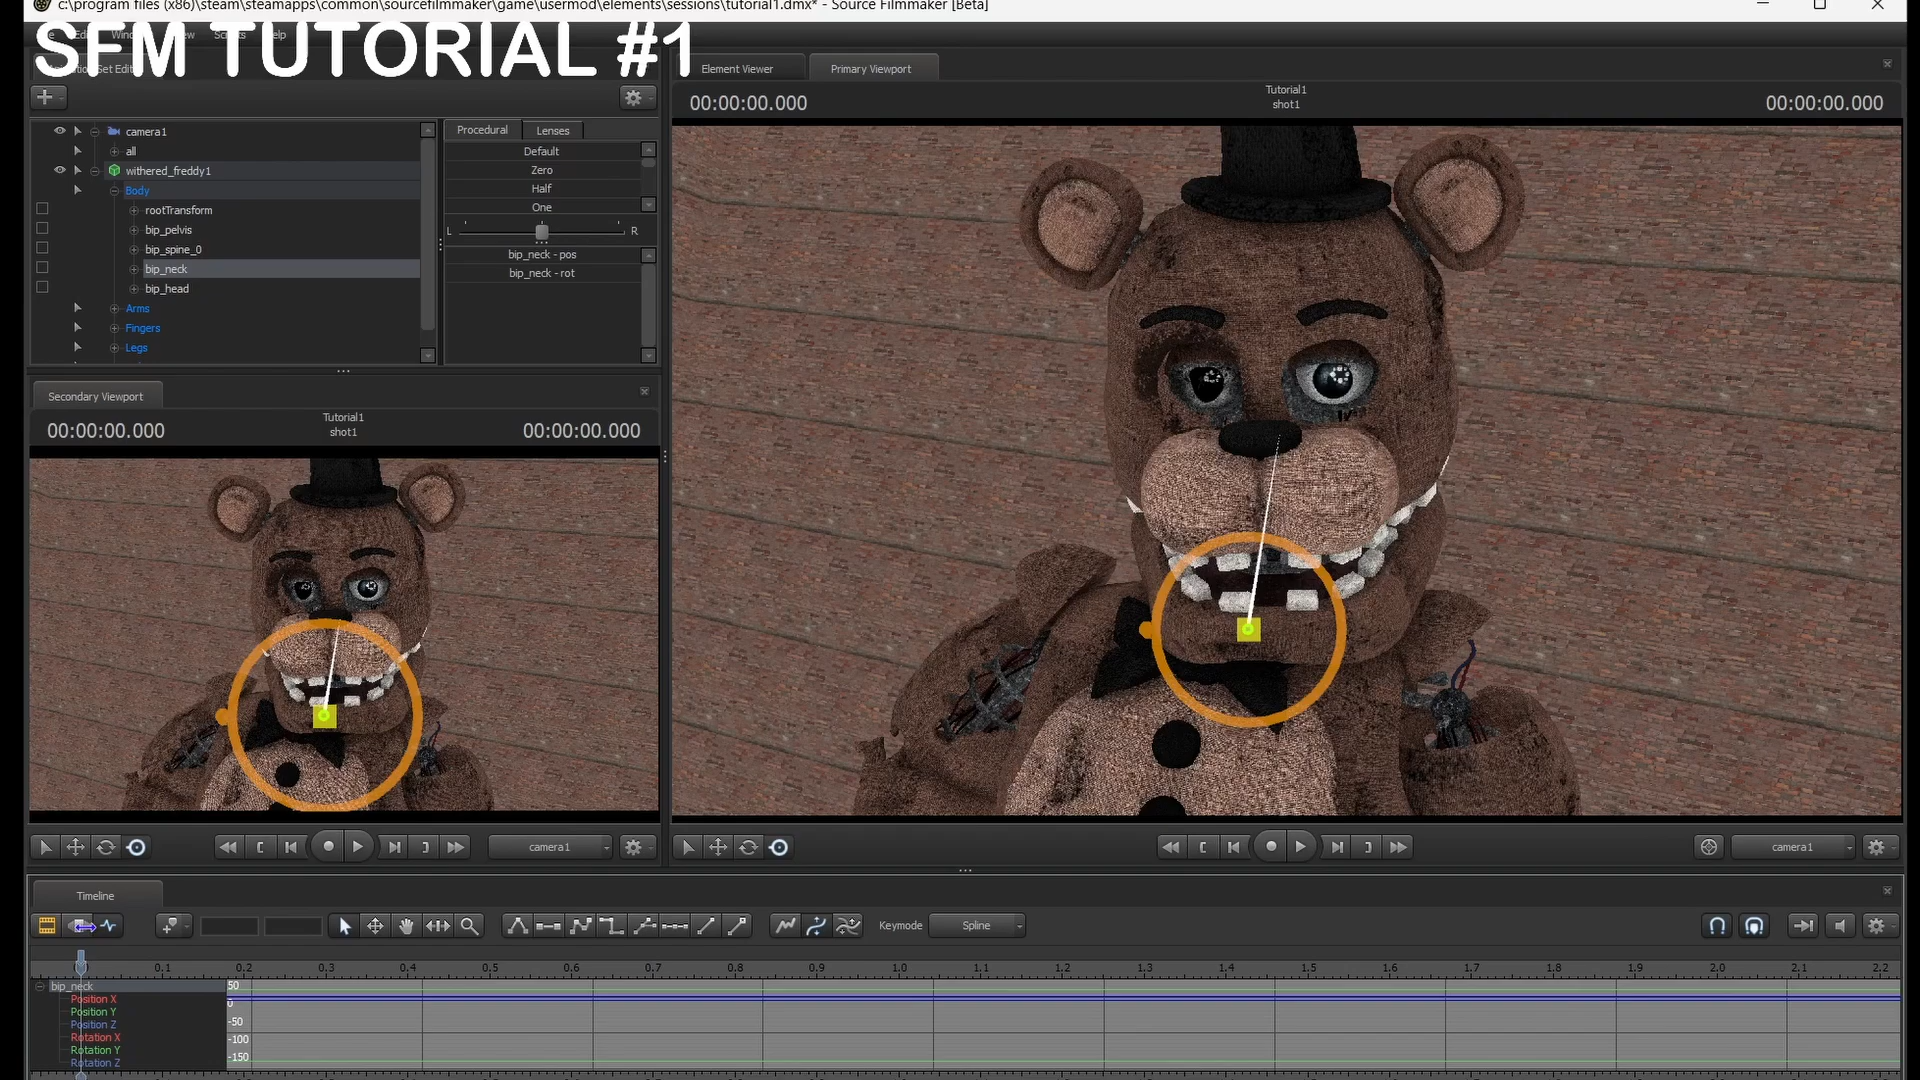 c:\program files (x86)\steam\steamapps\common\sourcefilmmaker\game\usermod\elements\sessions\tutorial1.dmx* - Source Filmmaker [Beta]
SFM TUTORIAL #1
Element Viewer
Primary Viewport
00:00:00.000
Tutorial1
shot1
00:00:00.000
camera1
all
withered_freddy1
Body
rootTransform
bip_pelvis
bip_spine_0
bip_neck
bip_head
Arms
Fingers
Legs
Procedural
Lenses
Default
Zero
Half
One
L
R
bip_neck - pos
bip_neck - rot
Secondary Viewport
00:00:00.000
Tutorial1
shot1
00:00:00.000
camera1
camera1
Timeline
Keymode
Spline
0.1 0.2 0.3 0.4 0.5 0.6 0.7 0.8 0.9 1.0 1.1 1.2 1.3 1.4 1.5 1.6 1.7 1.8 1.9 2.0 2.1 2.2
bip_neck
Position X
Position Y
Position Z
Rotation X
Rotation Y
Rotation Z
50
0
-50
-100
-150